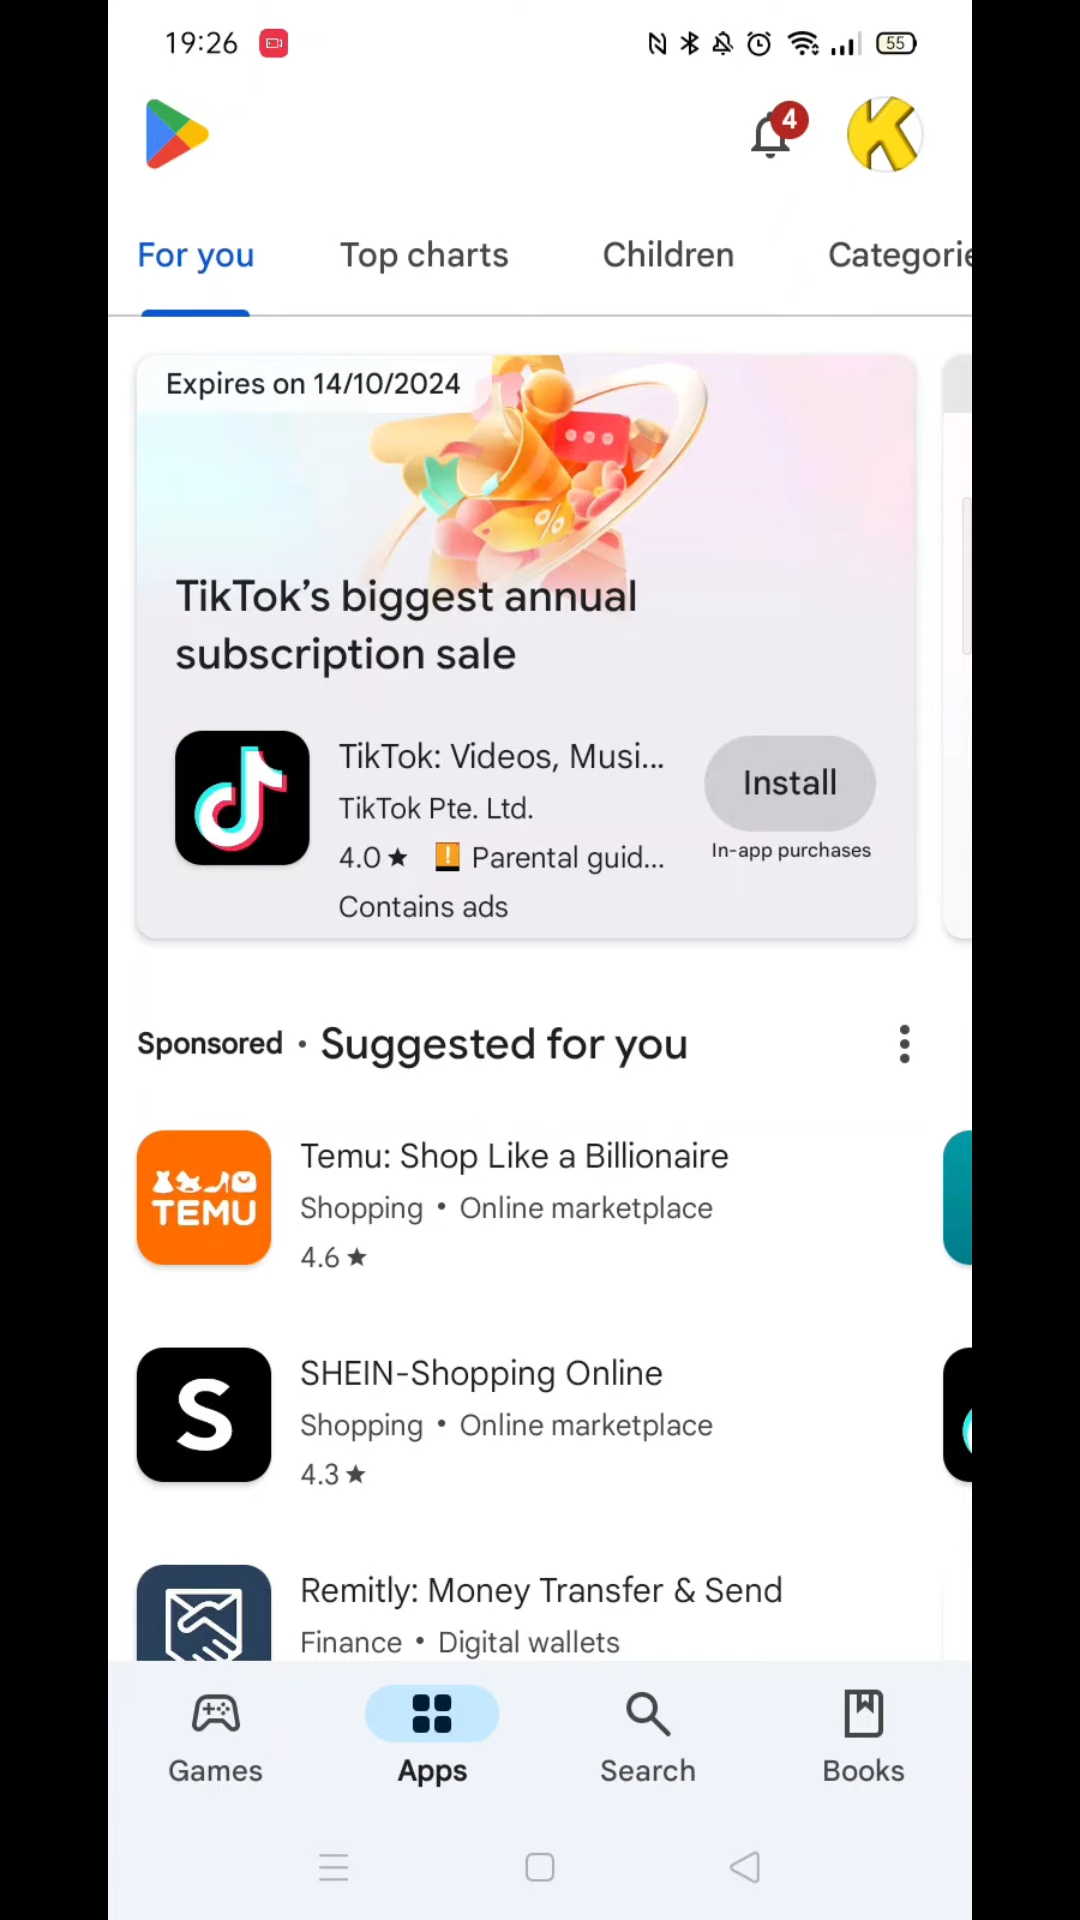 19:26
55
4
For you
Top charts
Children
Categorie
Expires on 14/10/2024
TikTok's biggest annual
subscription sale
TikTok: Videos, Musi...
TikTok Pte. Ltd.
4.0 ★ Parental guid...
Contains ads
Install
In-app purchases
Sponsored • Suggested for you
TEMU
Temu: Shop Like a Billionaire
Shopping • Online marketplace
4.6 ★
S
SHEIN-Shopping Online
Shopping • Online marketplace
4.3 ★
Remitly: Money Transfer & Send
Finance • Digital wallets
Games
Apps
Search
Books